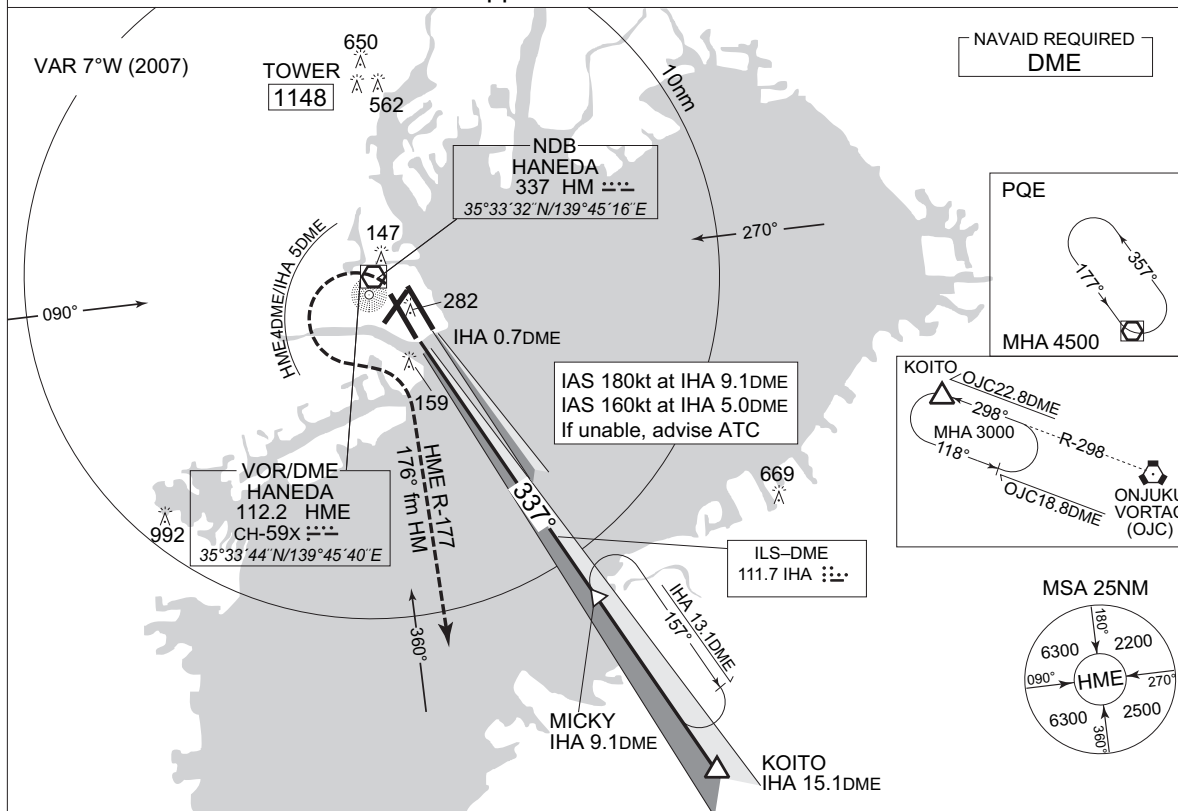 VAR 7°W (2007)
650
TOWER
1148
562
10nm
NAVAID REQUIRED
DME
NDB
HANEDA
337 HM
35°33´32¨N/139°45´16¨E
PQE
357°
177°
MHA 4500
147
270°
090°
HME4DME/IHA 5DME
282
IHA 0.7DME
159
IAS 180kt at IHA 9.1DME
IAS 160kt at IHA 5.0DME
If unable, advise ATC
KOITO
OJC22.8DME
298°
MHA 3000
R-298
118°
OJC18.8DME
ONJUKU
VORTAC
(OJC)
VOR/DME
HANEDA
112.2 HME
CH-59X
35°33´44¨N/139°45´40¨E
992
HME R-177
176° fm HM
337°
669
ILS–DME
111.7 IHA
360°
IHA 13.1DME
157°
MICKY
IHA 9.1DME
KOITO
IHA 15.1DME
MSA 25NM
180°
6300
2200
090°
HME
270°
6300
2500
360°